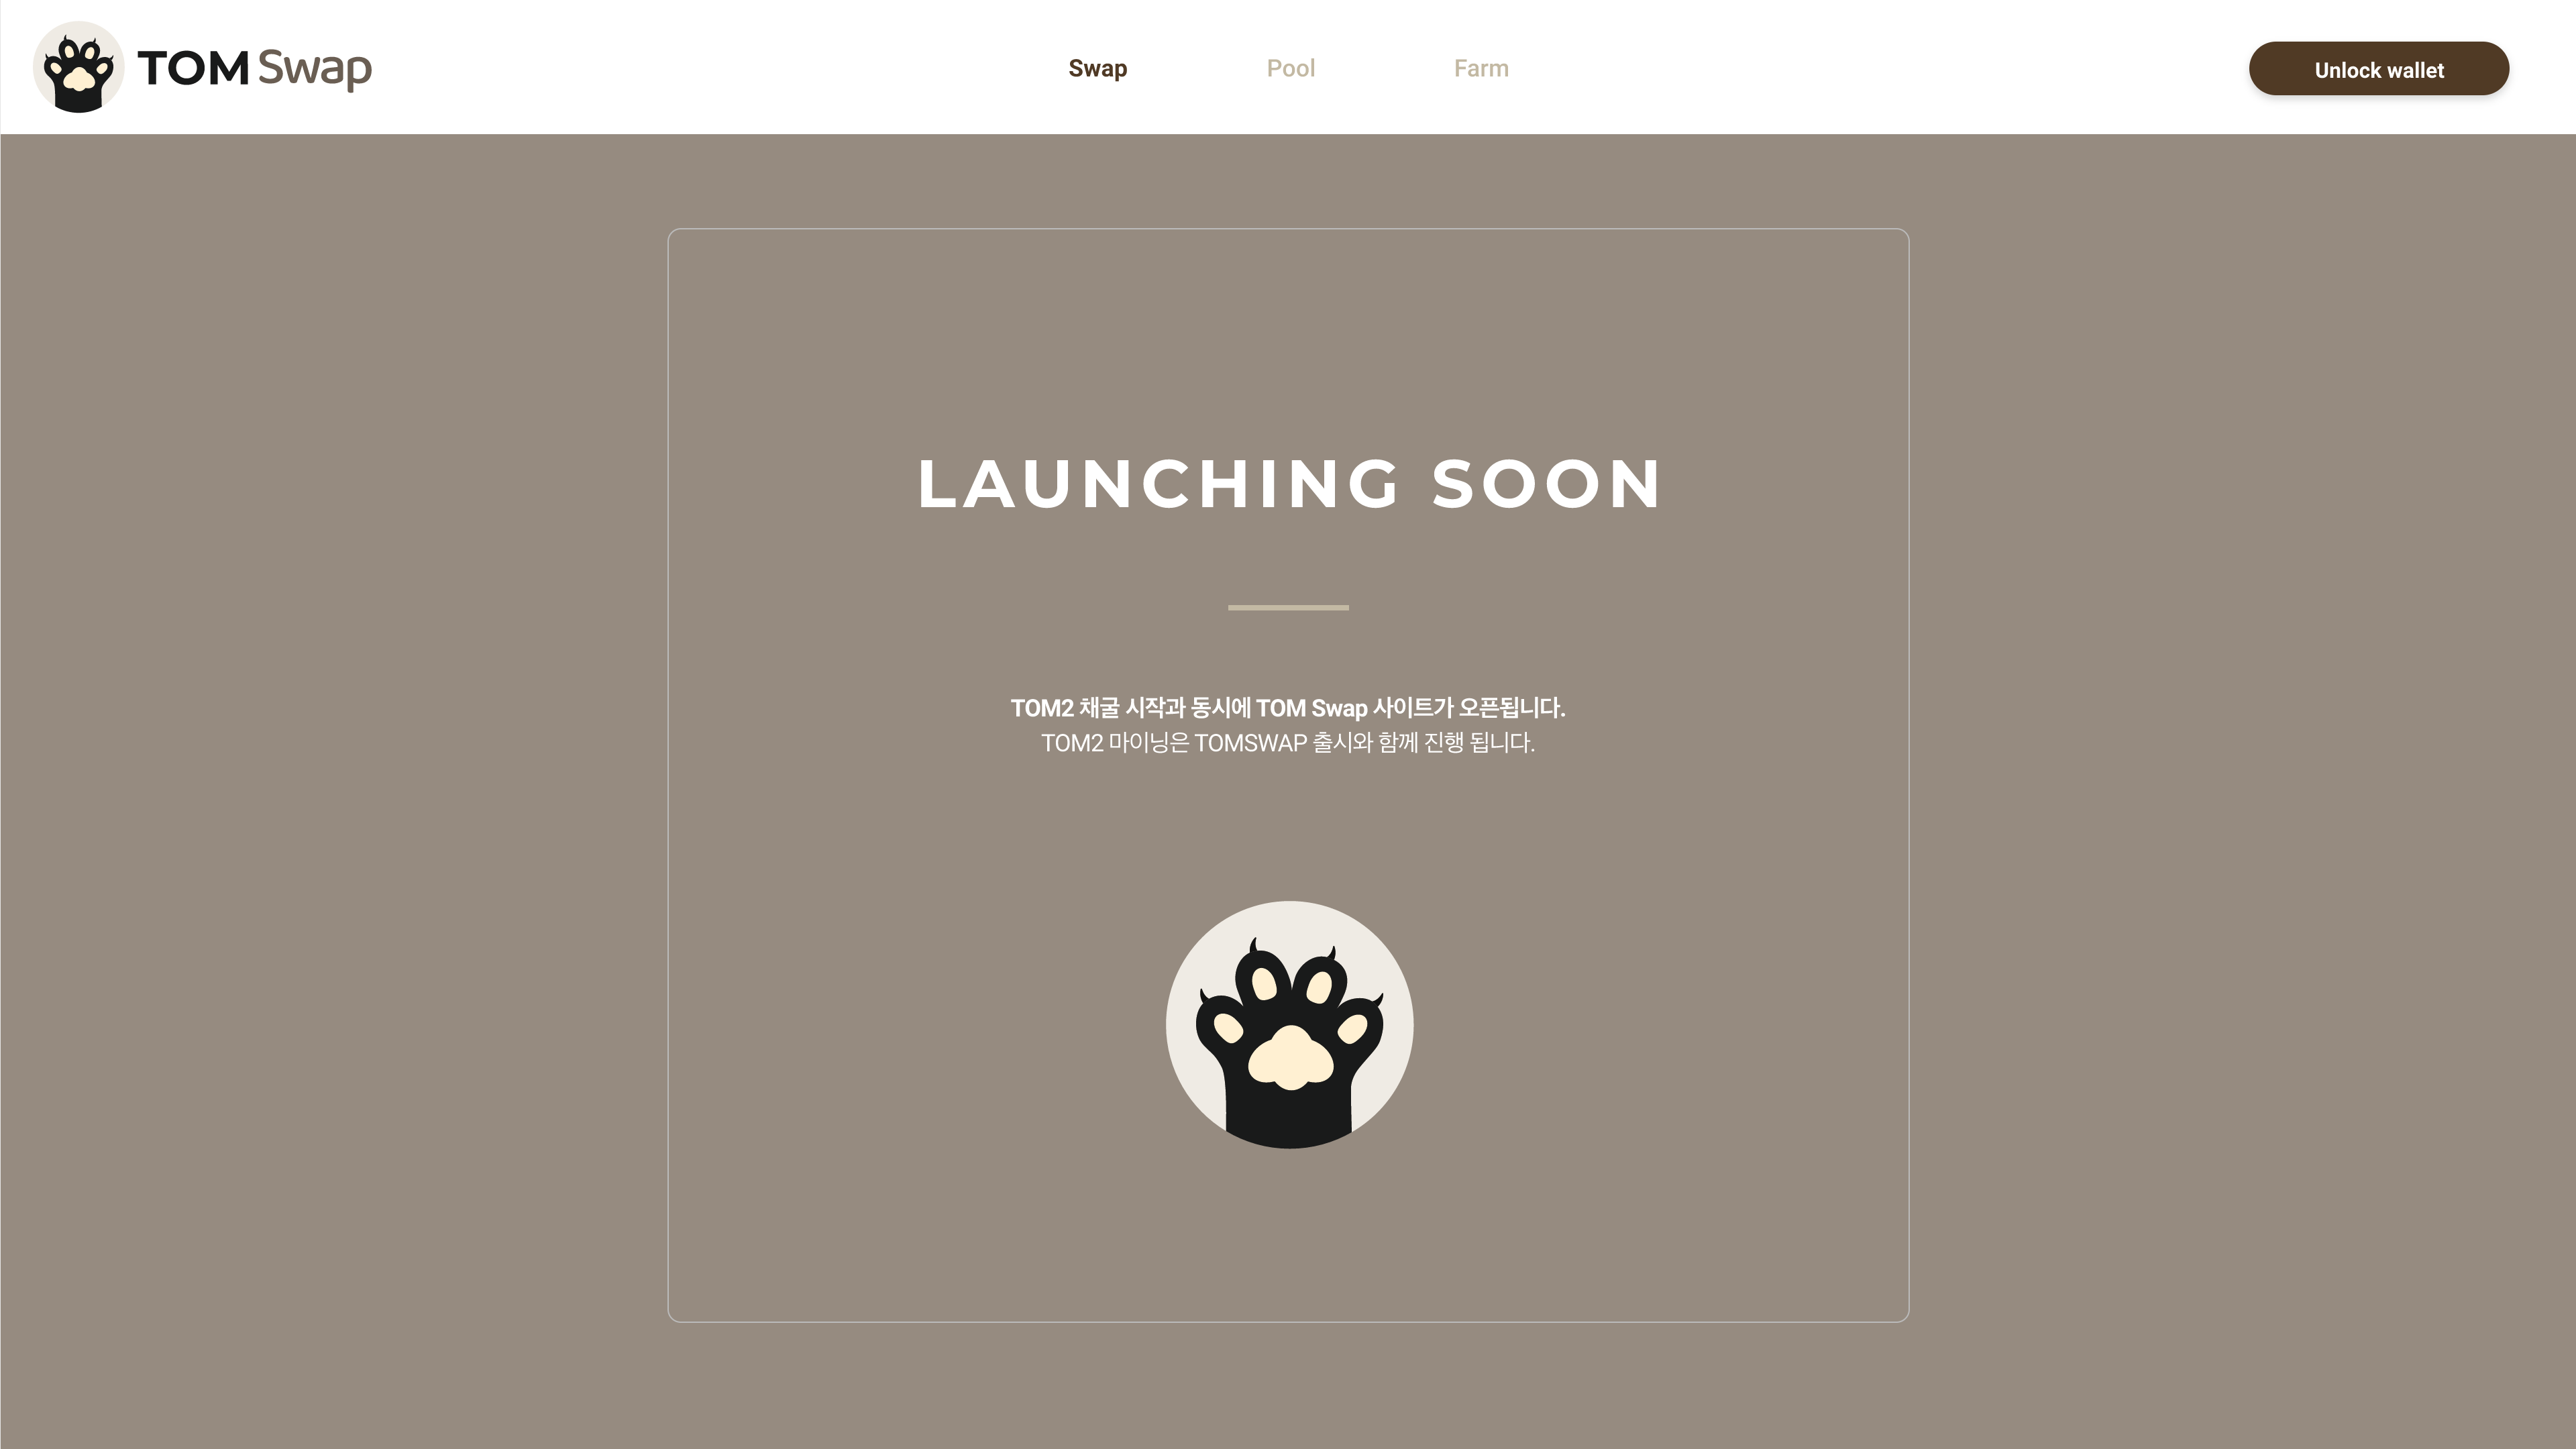 TOM Swap
Swap
Pool
Farm
Unlock wallet
LAUNCHING SOON
TOM2 채굴 시작과 동시에 TOM Swap 사이트가 오픈됩니다.
TOM2 마이닝은 TOMSWAP 출시와 함께 진행 됩니다.